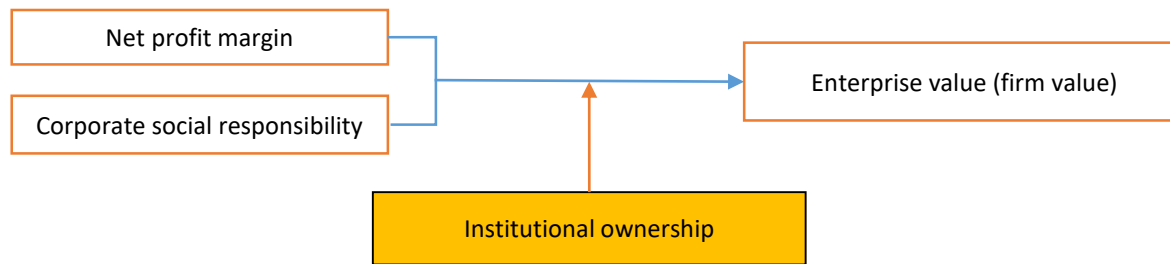 Net profit margin
Enterprise value (firm value)
Corporate social responsibility
Institutional ownership